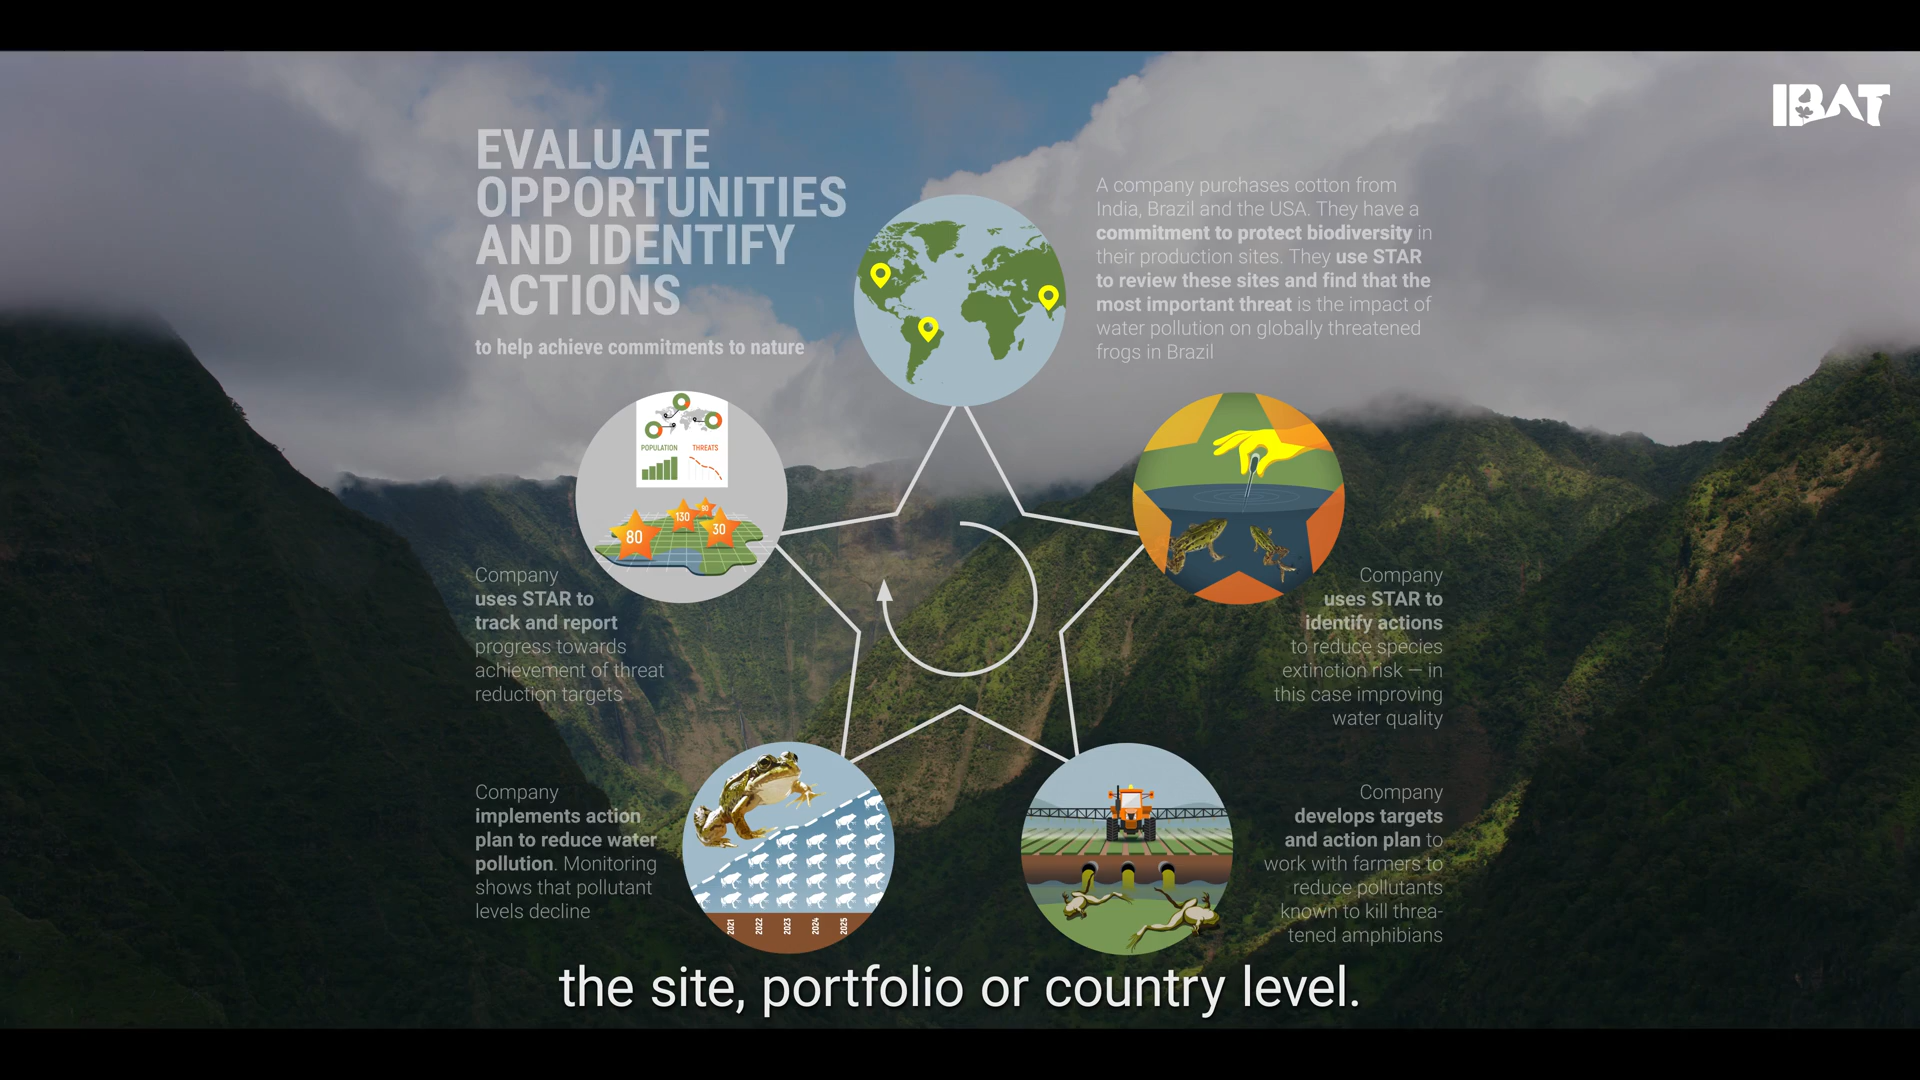 IBAT
EVALUATE
OPPORTUNITIES
AND IDENTIFY
ACTIONS
to help achieve commitments to nature
A company purchases cotton from
India, Brazil and the USA. They have a
commitment to protect biodiversity in
their production sites. They use STAR
to review these sites and find that the
most important threat is the impact of
water pollution on globally threatened
frogs in Brazil
POPULATION THREATS
80
130
90
30
Company
uses STAR to
track and report
progress towards
achievement of threat
reduction targets
Company
uses STAR to
identify actions
to reduce species
extinction risk — in
this case improving
water quality
Company
implements action
plan to reduce water
pollution. Monitoring
shows that pollutant
levels decline
2021
2022
2023
2024
2025
Company
develops targets
and action plan to
work with farmers to
reduce pollutants
known to kill threa-
tened amphibians
the site, portfolio or country level.